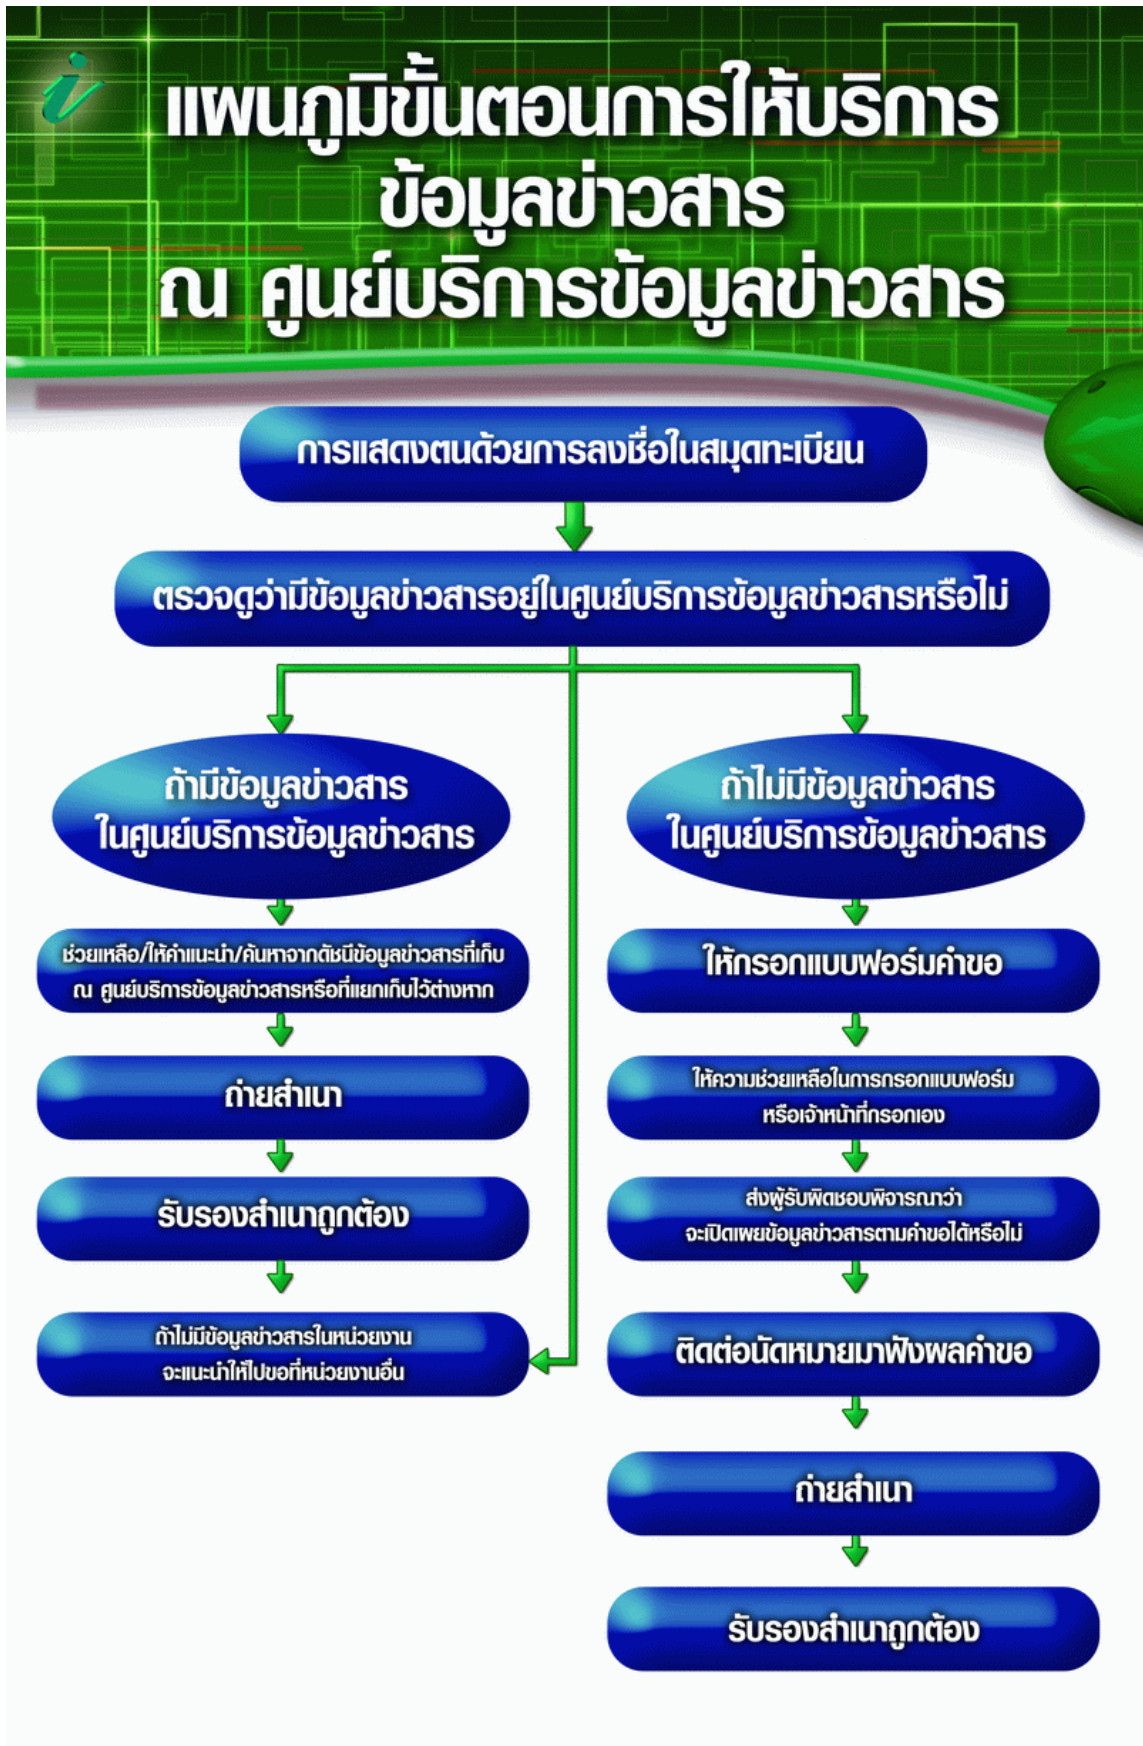 i
แผนภูมิขั้นตอนการให้บริการ
ข้อมูลข่าวสาร
ณ ศูนย์บริการข้อมูลข่าวสาร
การแสดงตนด้วยการลงชื่อในสมุดทะเบียน
ตรวจดูว่ามีข้อมูลข่าวสารอยู่ในศูนย์บริการข้อมูลข่าวสารหรือไม่
ถ้ามีข้อมูลข่าวสาร
ในศูนย์บริการข้อมูลข่าวสาร
ช่วยเหลือ/ให้คำแนะนำ/ค้นหาจากดัชนีข้อมูลข่าวสารที่เก็บ
ณ ศูนย์บริการข้อมูลข่าวสารหรือที่แยกเก็บไว้ต่างหาก
ถ่ายสำเนา
รับรองสำเนาถูกต้อง
ถ้าไม่มีข้อมูลข่าวสารในหน่วยงาน
จะแนะนำให้ไปขอที่หน่วยงานอื่น
ถ้าไม่มีข้อมูลข่าวสาร
ในศูนย์บริการข้อมูลข่าวสาร
ให้กรอกแบบฟอร์มคำขอ
ให้ความช่วยเหลือในการกรอกแบบฟอร์ม
หรือเจ้าหน้าที่กรอกเอง
ส่งผู้รับผิดชอบพิจารณาว่า
จะเปิดเผยข้อมูลข่าวสารตามคำขอได้หรือไม่
ติดต่อนัดหมายมาฟังผลคำขอ
ถ่ายสำเนา
รับรองสำเนาถูกต้อง